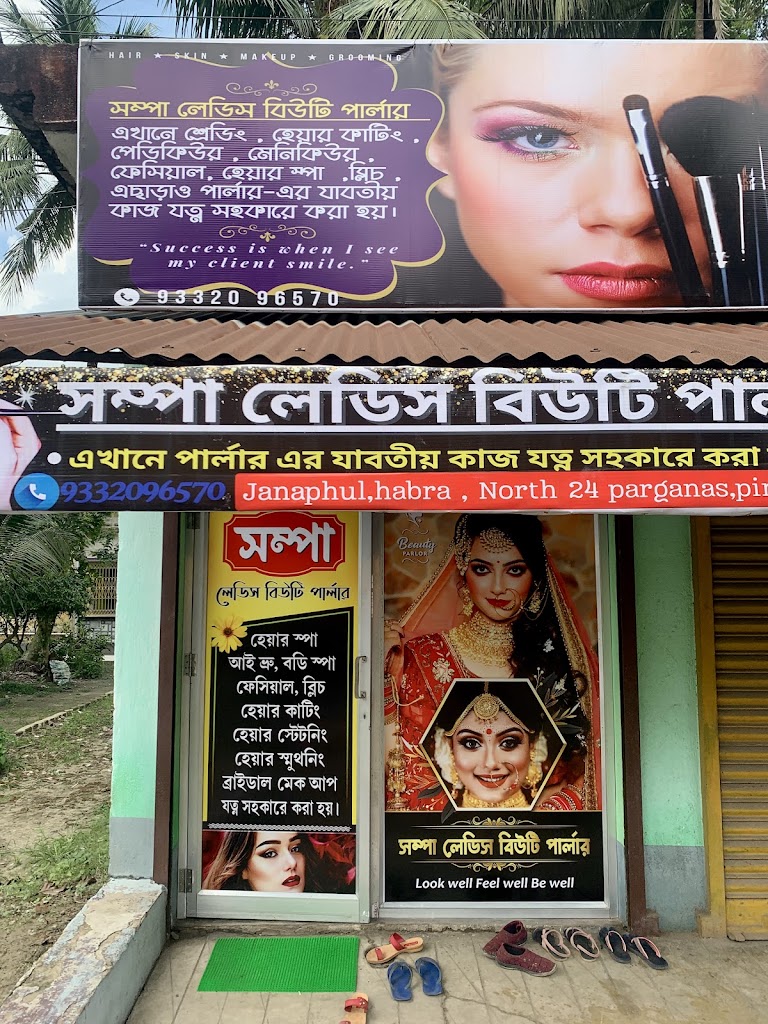 HAIR ★ SKIN ★ MAKEUP ★ GROOMING
সম্পা লেডিস বিউটি পার্লার
এখানে থ্রেডিং , হেয়ার কাটিং ,
পেডিকিউর , মেনিকিউর ,
ফেসিয়াল, হেয়ার স্পা ,ব্লিচ ,
এছাড়াও পার্লার-এর যাবতীয়
কাজ যত্ন সহকারে করা হয়।
“Success is when I see
my client smile.”
93320 96570
সম্পা লেডিস বিউটি
• এখানে পার্লার এর যাবতীয় কাজ যত্ন সহকারে করা
9332096570 Janaphul,habra , North 24 parganas,pin
সম্পা
লেডিস বিউটি পার্লার
হেয়ার স্পা
আই ভ্রু, বডি স্পা
ফেসিয়াল, ব্লিচ
হেয়ার কাটিং
হেয়ার স্টেটনিং
হেয়ার স্মুথনিং
ব্রাইডাল মেক আপ
যত্ন সহকারে করা হয়।
Beauty
PARLOR
সম্পা লেডিস বিউটি পার্লার
Look well Feel well Be well